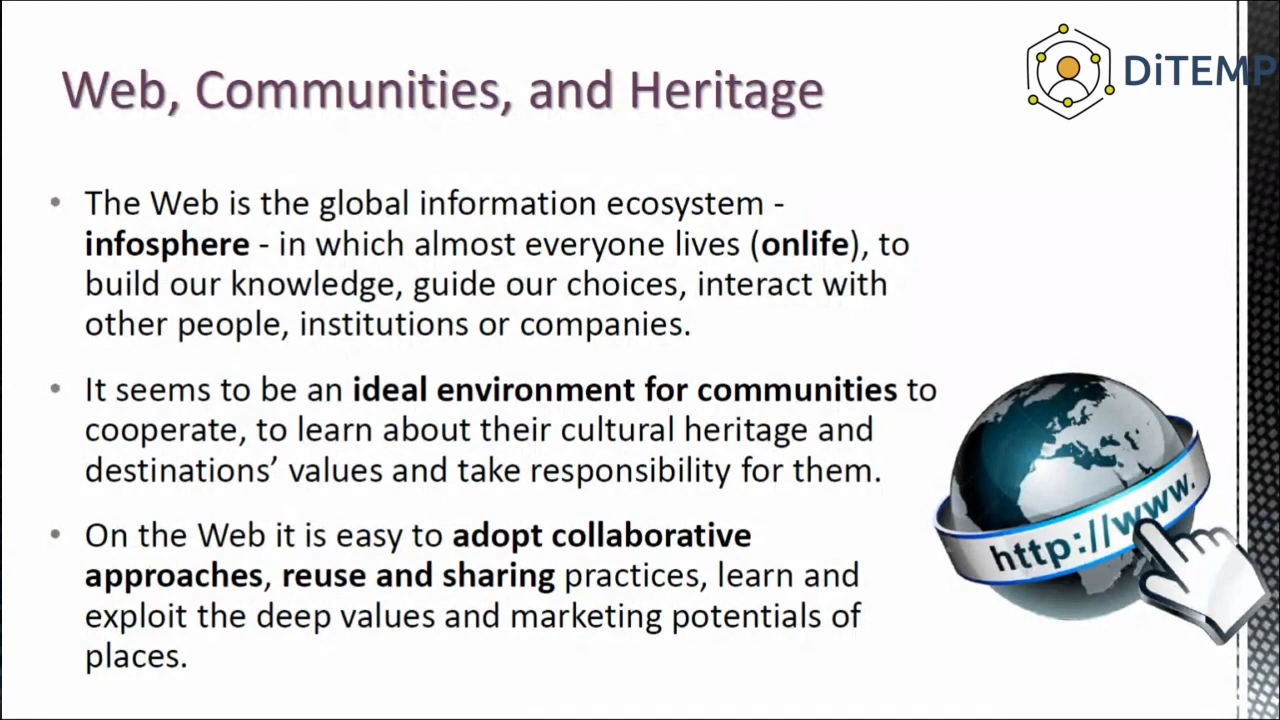 Web, Communities, and Heritage
DiTEMP
• The Web is the global information ecosystem -
infosphere - in which almost everyone lives (onlife), to
build our knowledge, guide our choices, interact with
other people, institutions or companies.
• It seems to be an ideal environment for communities to
cooperate, to learn about their cultural heritage and
destinations’ values and take responsibility for them.
• On the Web it is easy to adopt collaborative
approaches, reuse and sharing practices, learn and
exploit the deep values and marketing potentials of
places.
http://www.